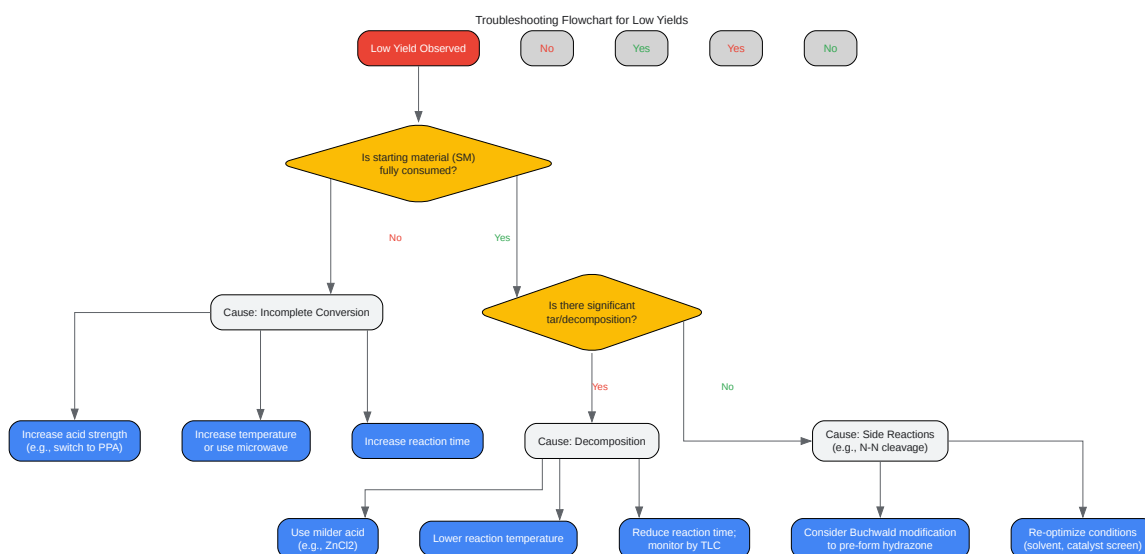 Troubleshooting Flowchart for Low Yields
Low Yield Observed
No
Yes
Yes
No
Is starting material (SM)
fully consumed?
No
Yes
Cause: Incomplete Conversion
Is there significant
tar/decomposition?
Yes
No
Increase acid strength
(e.g., switch to PPA)
Increase temperature
or use microwave
Increase reaction time
Cause: Decomposition
Cause: Side Reactions
(e.g., N-N cleavage)
Use milder acid
(e.g., ZnCl2)
Lower reaction temperature
Reduce reaction time;
monitor by TLC
Consider Buchwald modification
to pre-form hydrazone
Re-optimize conditions
(solvent, catalyst screen)